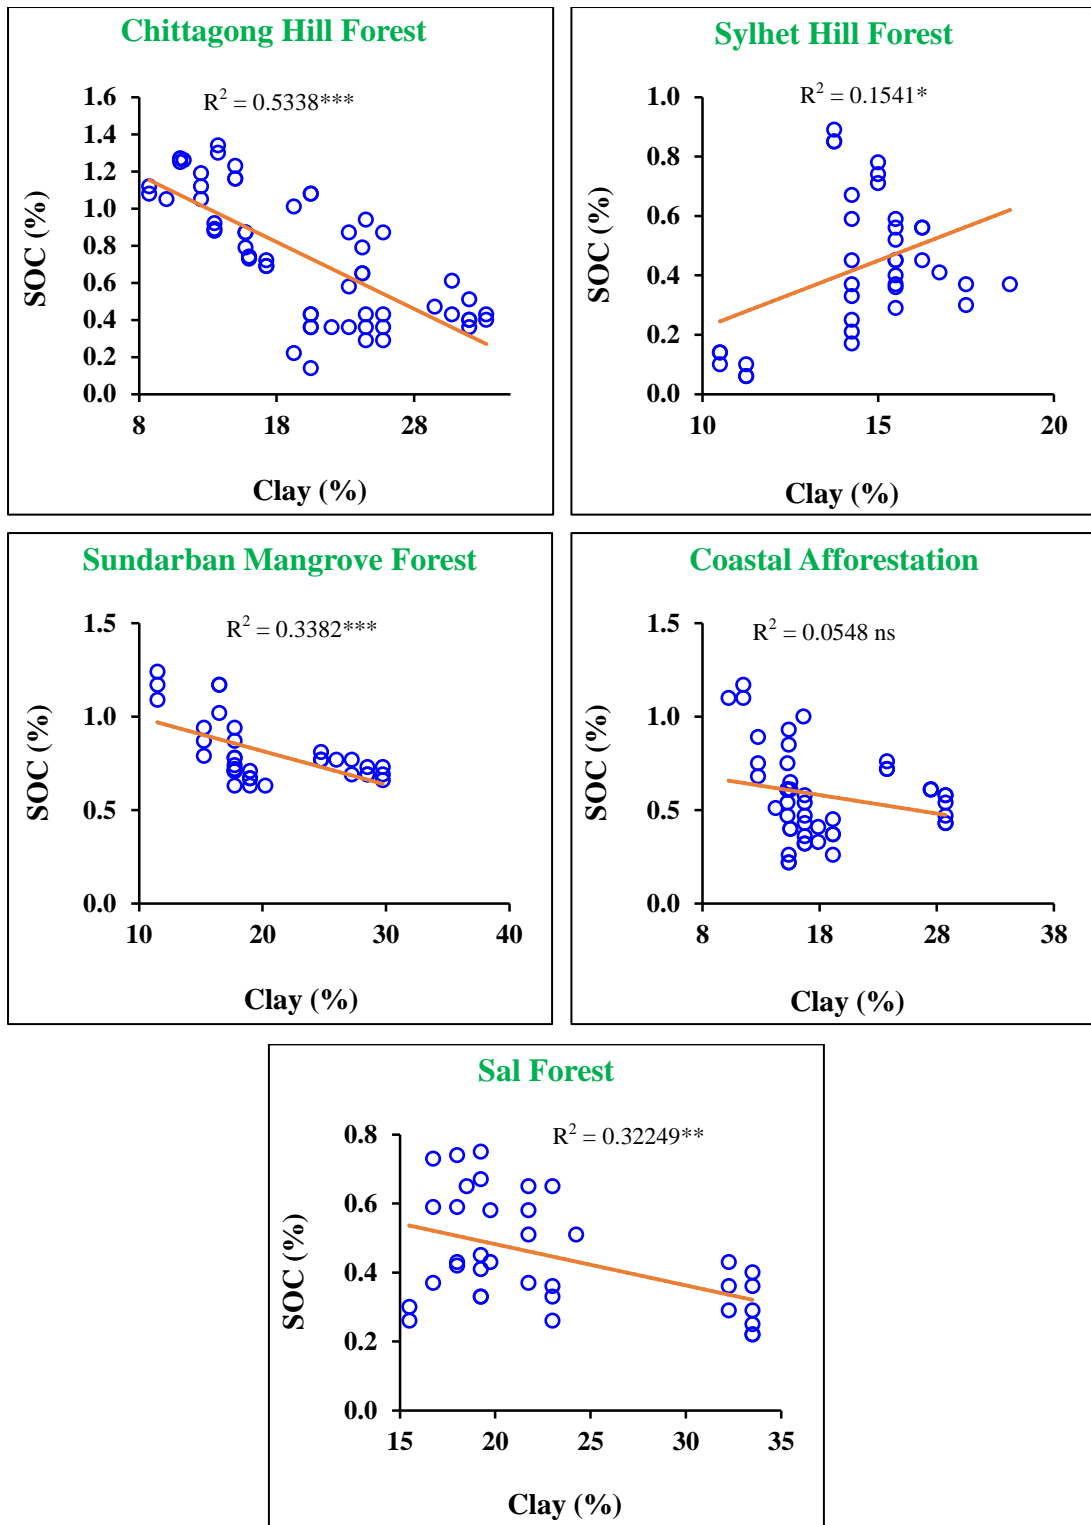 Chittagong Hill Forest
R² = 0.5338***
1.6
1.4
1.2
1.0
0.8
0.6
0.4
0.2
0.0
SOC (%)
8 18 28
Clay (%)
Sylhet Hill Forest
R² = 0.1541*
1.0
0.8
0.6
0.4
0.2
0.0
SOC (%)
10 15 20
Clay (%)
Sundarban Mangrove Forest
R² = 0.3382***
1.5
1.0
0.5
0.0
SOC (%)
10 20 30 40
Clay (%)
Coastal Afforestation
R² = 0.0548 ns
1.5
1.0
0.5
0.0
SOC (%)
8 18 28 38
Clay (%)
Sal Forest
R² = 0.32249**
0.8
0.6
0.4
0.2
0.0
SOC (%)
15 20 25 30 35
Clay (%)